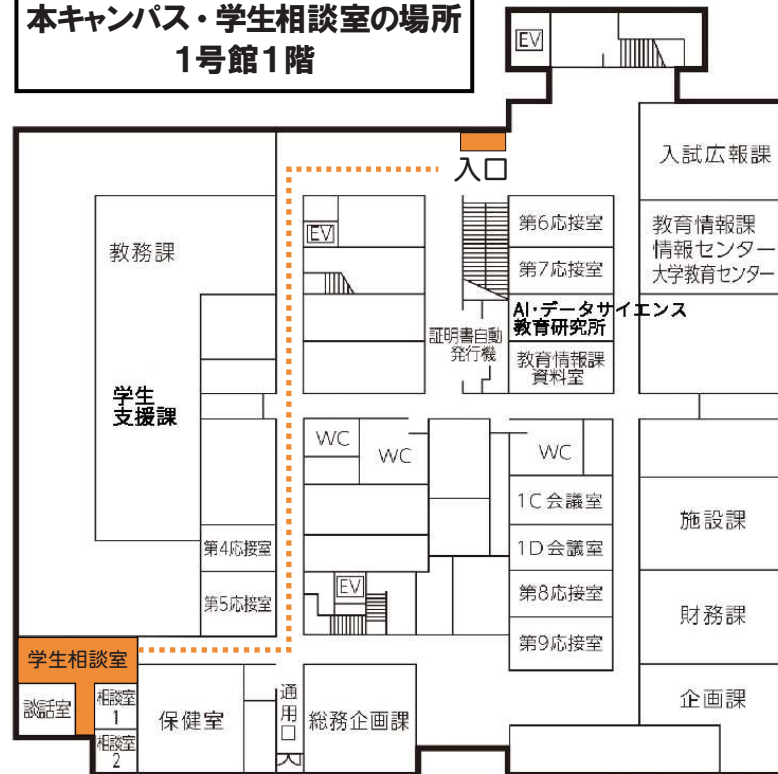 本キャンパス・学生相談室の場所
1号館1階
EV
入試広報課
入口
教務課
EV
第6応接室
教育情報課
情報センター
大学教育センター
第7応接室
AI・データサイエンス
教育研究所
証明書自動
発行機
教育情報課
資料室
学生
支援課
WC
WC
WC
1C会議室
施設課
第4応接室
1D会議室
第5応接室
EV
第8応接室
財務課
第9応接室
学生相談室
談話室
相談室
1
相談室
2
保健室
通用口
総務企画課
企画課